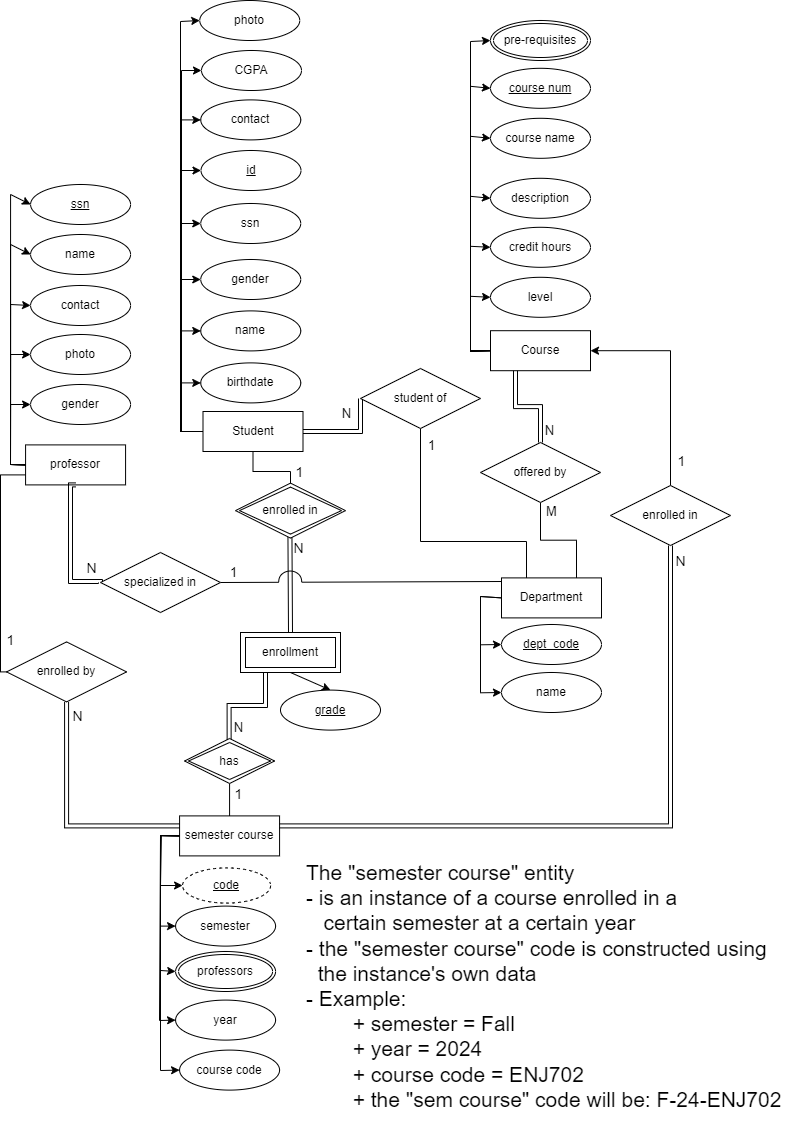 photo
CGPA
contact
id
ssn
gender
name
birthdate
pre-requisites
course num
course name
description
credit hours
level
ssn
name
contact
photo
gender
professor
Student
Course
N
student of
1
1
N
offered by
M
1
enrolled in
enrolled in
N
N
N
specialized in
1
Department
dept_code
name
1
enrolled by
N
enrollment
grade
N
has
1
semester course
code
semester
professors
year
course code
The "semester course" entity
- is an instance of a course enrolled in a
certain semester at a certain year
- the "semester course" code is constructed using
the instance's own data
- Example:
+ semester = Fall
+ year = 2024
+ course code = ENJ702
+ the "sem course" code will be: F-24-ENJ702